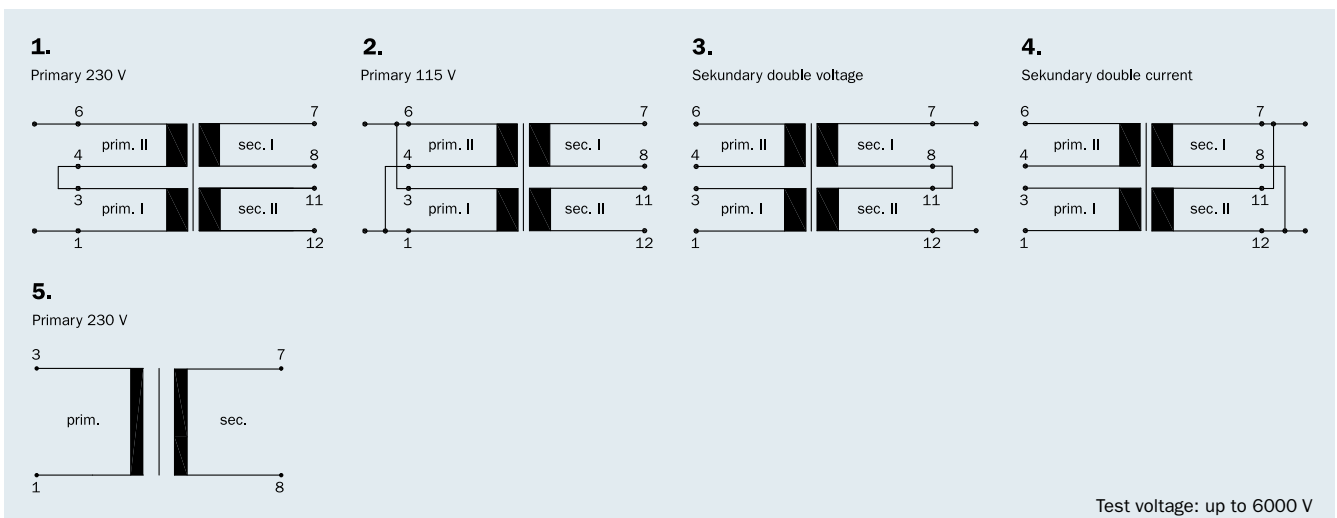 1.
Primary 230 V
6
7
prim. II
sec. I
4
8
3
11
prim. I
sec. II
1
12
2.
Primary 115 V
6
7
prim. II
sec. I
4
8
3
11
prim. I
sec. II
1
12
3.
Sekundary double voltage
6
7
prim. II
sec. I
4
8
3
11
prim. I
sec. II
1
12
4.
Sekundary double current
6
7
prim. II
sec. I
4
8
3
11
prim. I
sec. II
1
12
5.
Primary 230 V
3
7
prim.
sec.
1
8
Test voltage: up to 6000 V